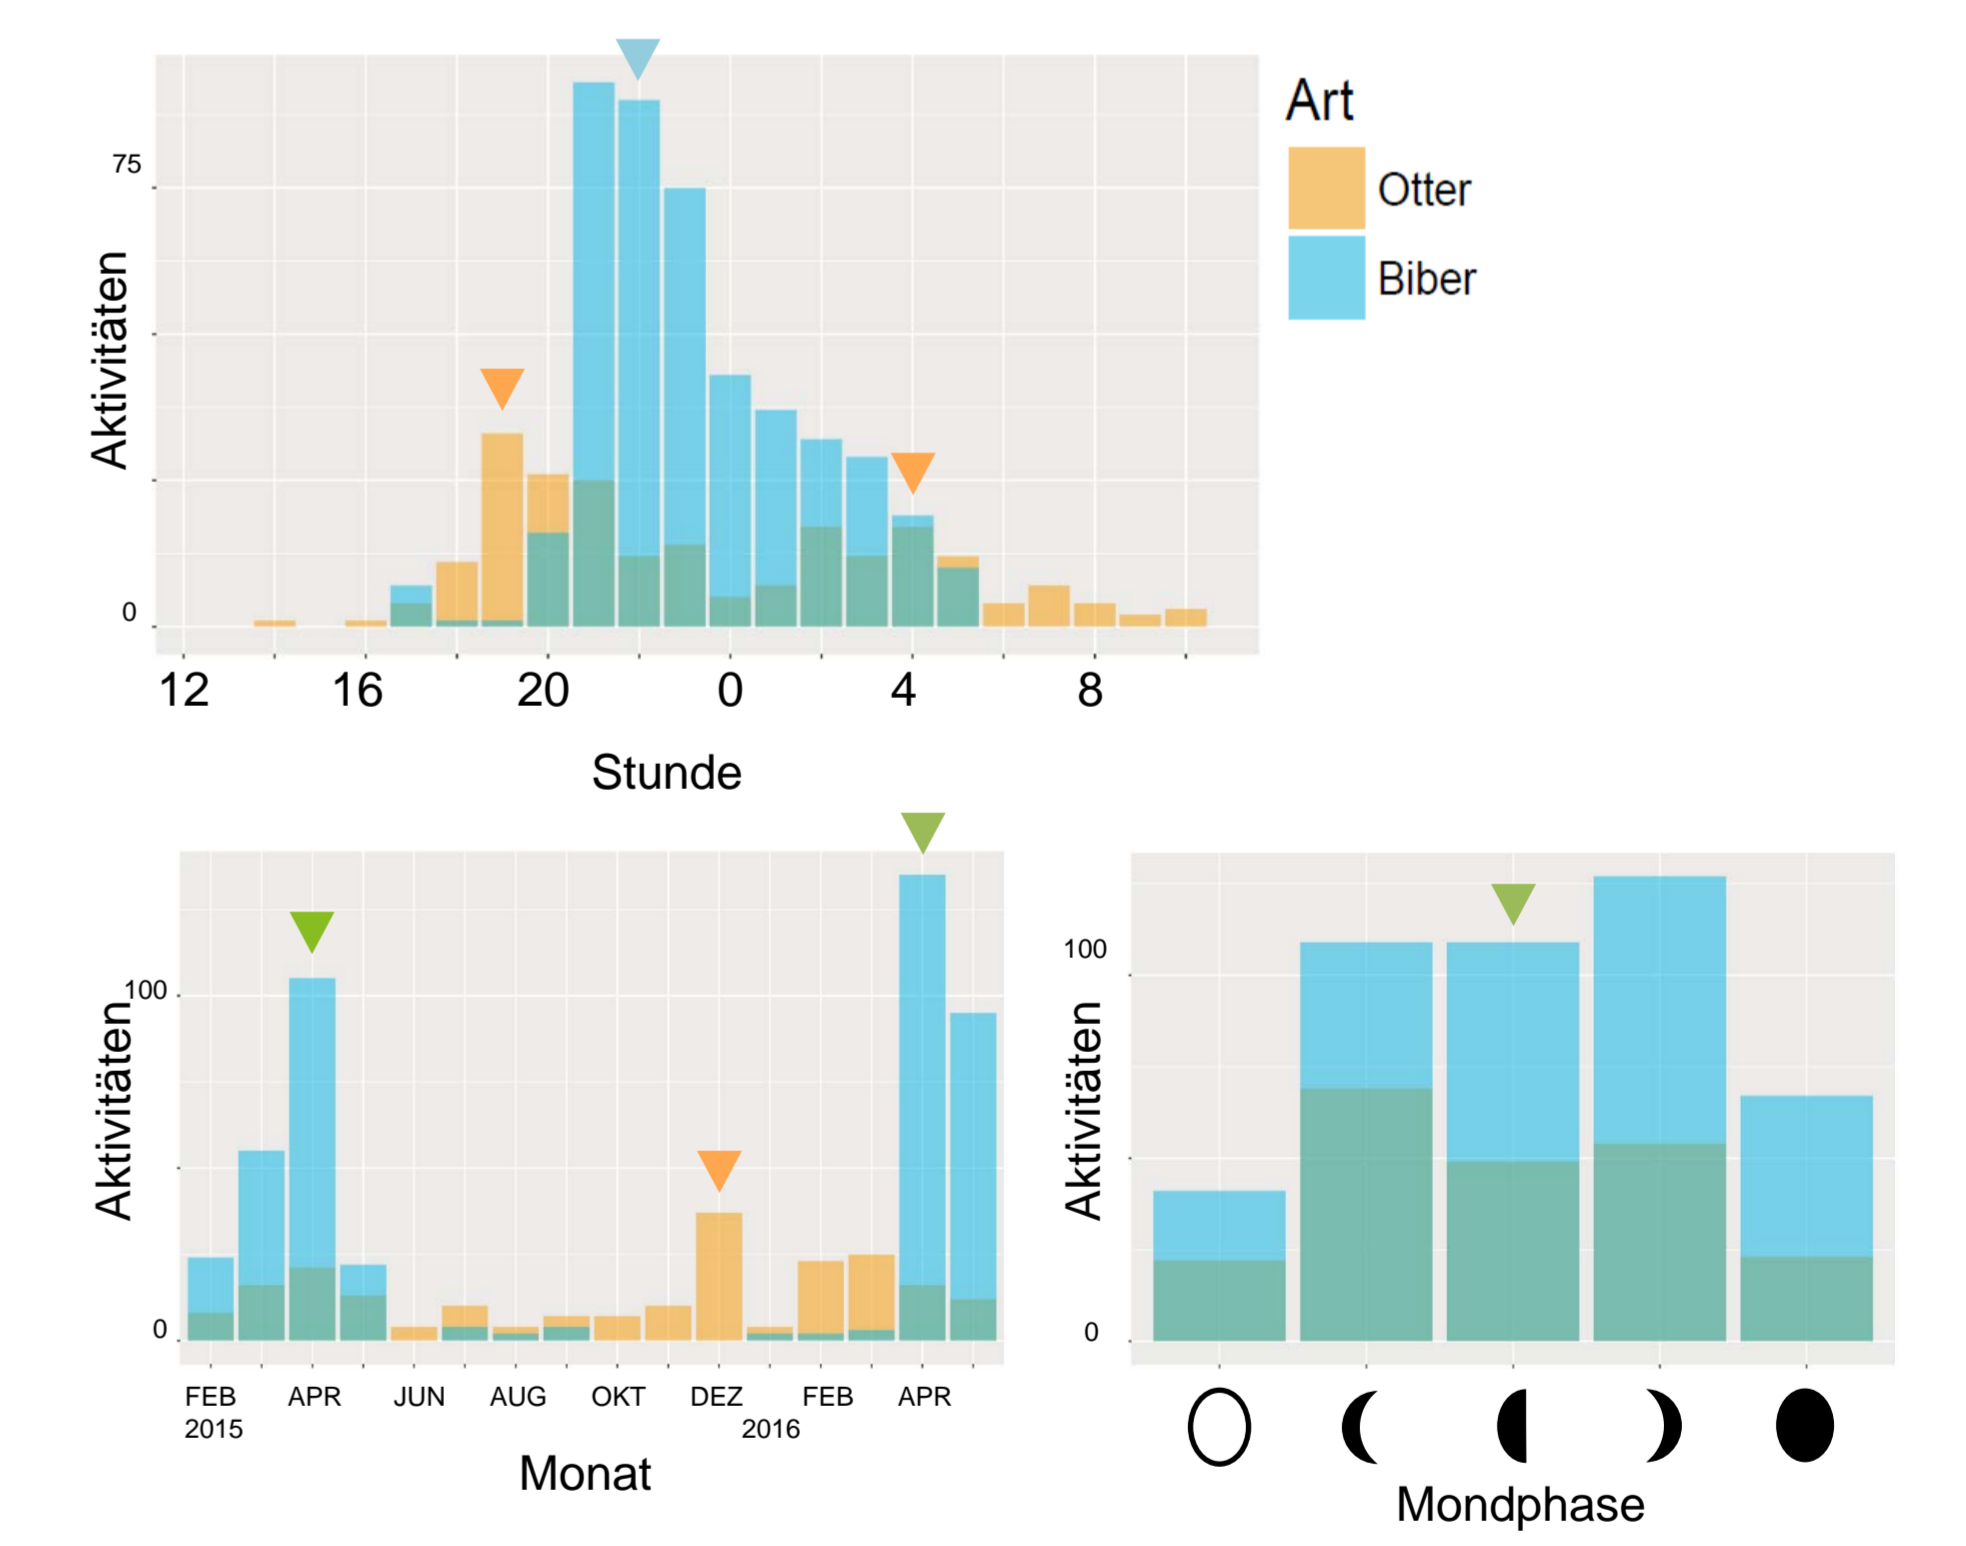 Art
Otter
Biber
75
0
Aktivitäten
12 16 20 0 4 8
Stunde
100
0
Aktivitäten
FEB APR JUN AUG OKT DEZ FEB APR
2015 2016
Monat
100
0
Aktivitäten
Mondphase